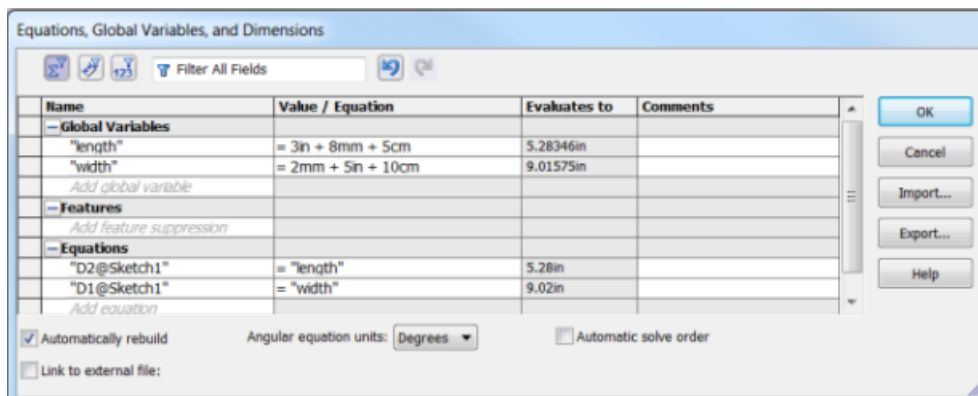 Equations, Global Variables, and Dimensions
Filter All Fields
Name Value / Equation Evaluates to Comments
Global Variables
"length" = 3in + 8mm + 5cm 5.28346in
"width" = 2mm + 5in + 10cm 9.01575in
Add global variable
Features
Add feature suppression
Equations
"D2@Sketch1" = "length" 5.28in
"D1@Sketch1" = "width" 9.02in
Add equation
Automatically rebuild Angular equation units: Degrees Automatic solve order
Link to external file:
OK
Cancel
Import...
Export...
Help